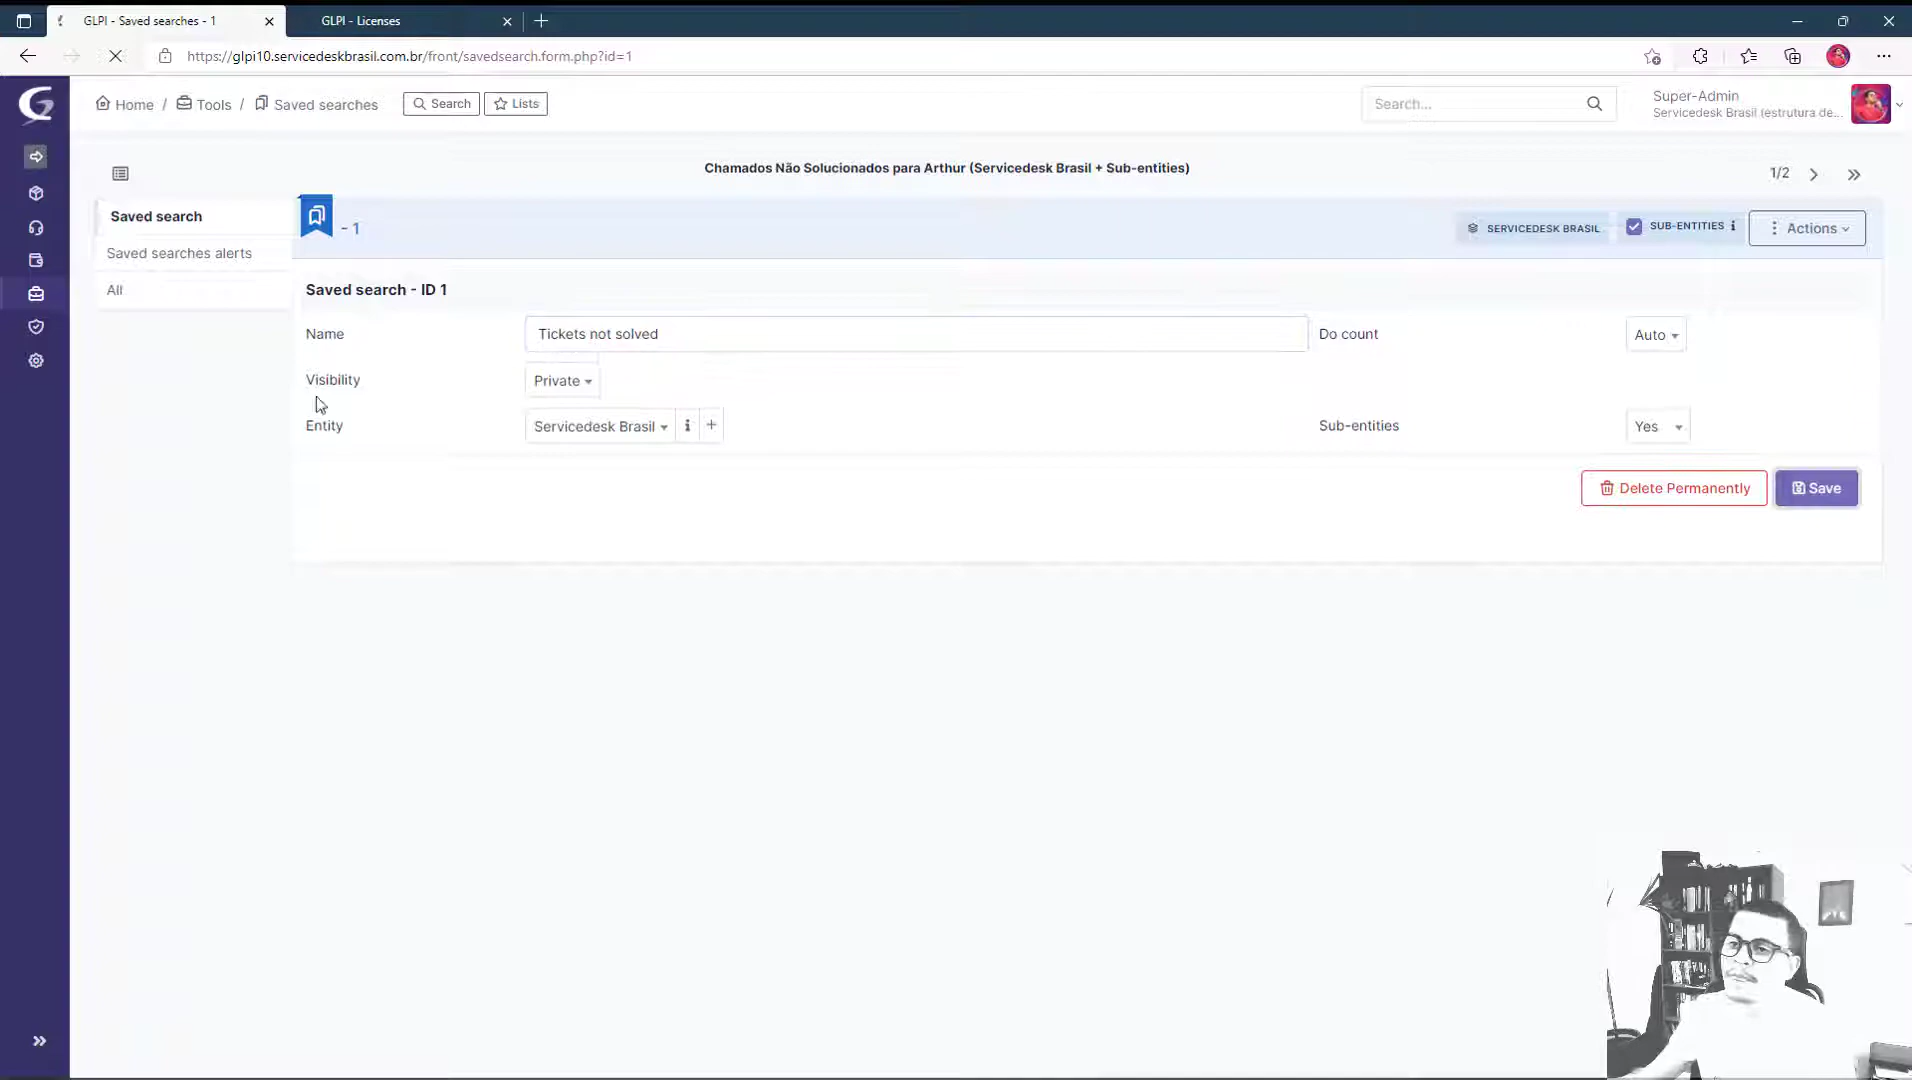 GLPI - Saved searches - 1
GLPI - Licenses
https://glpi10.servicedeskbrasil.com.br/front/savedsearch.form.php?id=1
Home / Tools / Saved searches
Search
Lists
Search...
Super-Admin
Servicedesk Brasil (estrutura de...
Chamados Não Solucionados para Arthur (Servicedesk Brasil + Sub-entities)
1/2
Saved search
Saved searches alerts
All
- 1
SERVICEDESK BRASIL
SUB-ENTITIES
Actions
Saved search - ID 1
Name
Tickets not solved
Do count
Auto
Visibility
Private
Entity
Servicedesk Brasil
Sub-entities
Yes
Delete Permanently
Save